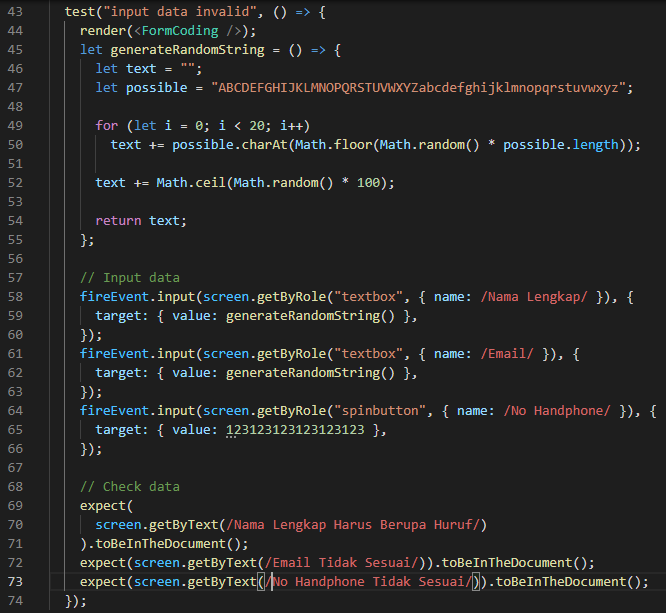 43 test("input data invalid", () => {
44 render(<FormCoding />);
45 let generateRandomString = () => {
46 let text = "";
47 let possible = "ABCDEFGHIJKLMNOPQRSTUVWXYZabcdefghijklmnopqrstuvwxyz";
48
49 for (let i = 0; i < 20; i++)
50 text += possible.charAt(Math.floor(Math.random() * possible.length));
51
52 text += Math.ceil(Math.random() * 100);
53
54 return text;
55 };
56
57 // Input data
58 fireEvent.input(screen.getByRole("textbox", { name: /Nama Lengkap/ }), {
59 target: { value: generateRandomString() },
60 });
61 fireEvent.input(screen.getByRole("textbox", { name: /Email/ }), {
62 target: { value: generateRandomString() },
63 });
64 fireEvent.input(screen.getByRole("spinbutton", { name: /No Handphone/ }), {
65 target: { value: 123123123123123123 },
66 });
67
68 // Check data
69 expect(
70 screen.getByText(/Nama Lengkap Harus Berupa Huruf/)
71 ).toBeInTheDocument();
72 expect(screen.getByText(/Email Tidak Sesuai/)).toBeInTheDocument();
73 expect(screen.getByText(/No Handphone Tidak Sesuai/)).toBeInTheDocument();
74 });